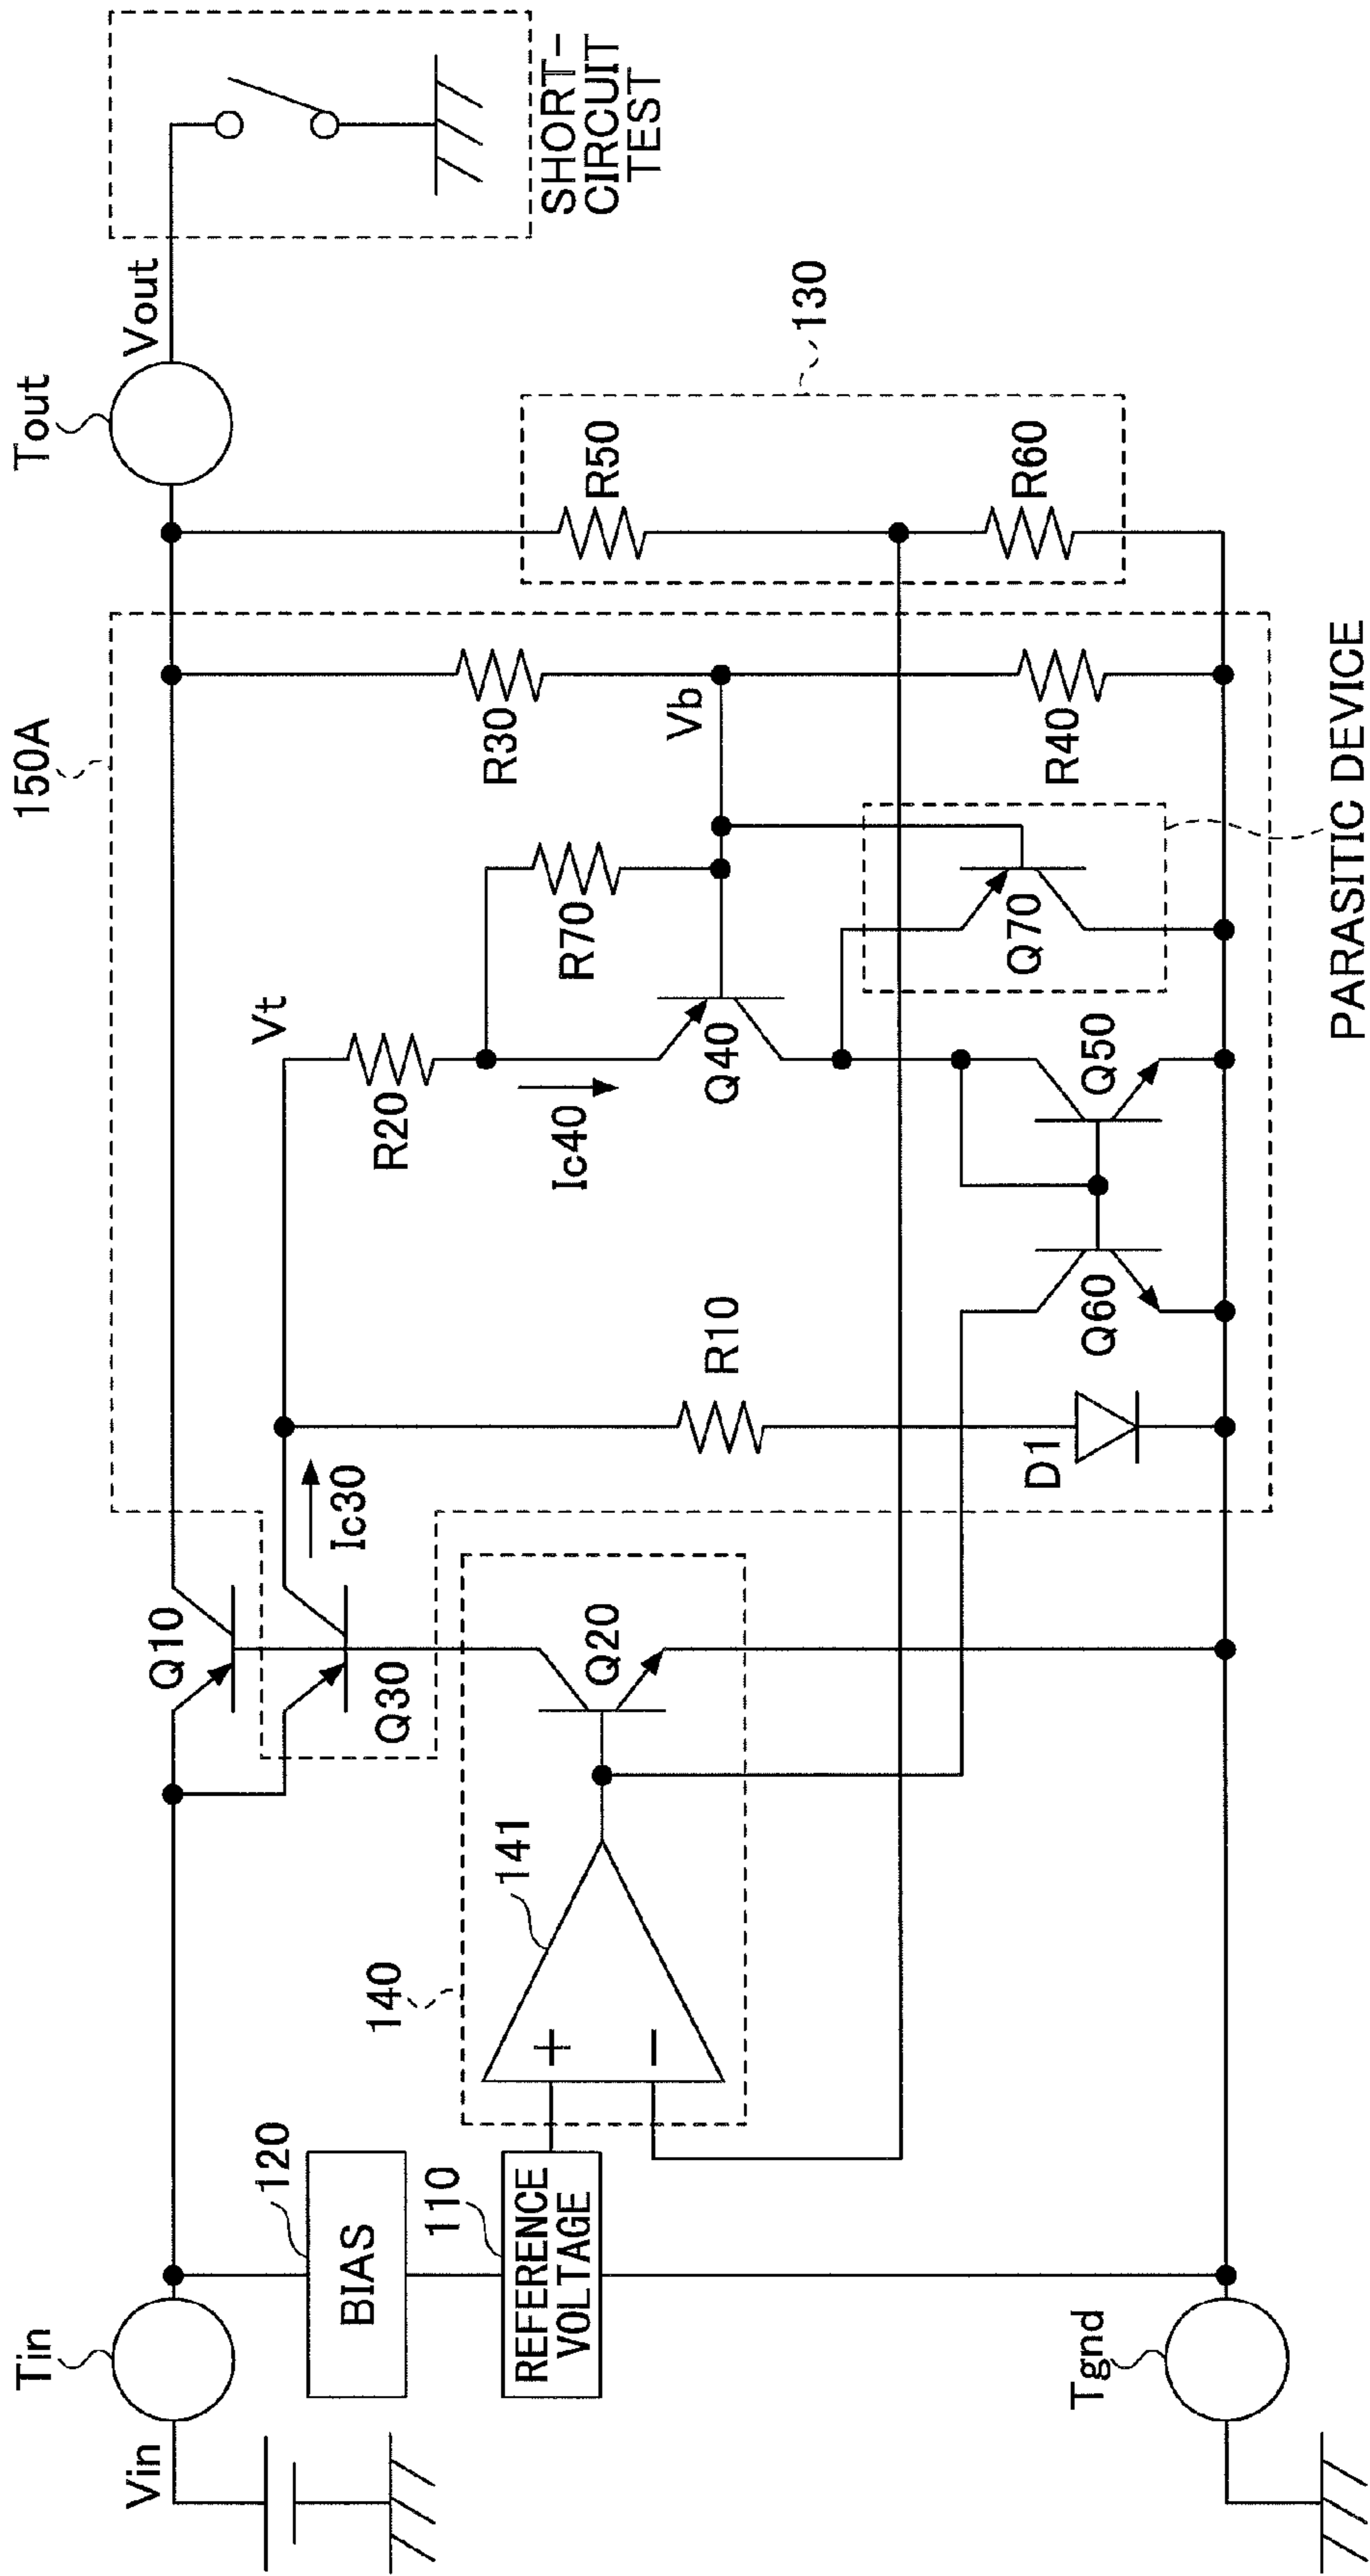 Tin
Vin
Tout
Vout
SHORT-
CIRCUIT
TEST
150A
Q10
Q30
Ic30
Vt
R20
Ic40
Q40
R70
R30
Vb
R40
R50
R60
130
120
BIAS
110
REFERENCE
VOLTAGE
140
141
+
−
Q20
R10
D1
Q60
Q50
Q70
PARASITIC DEVICE
Tgnd